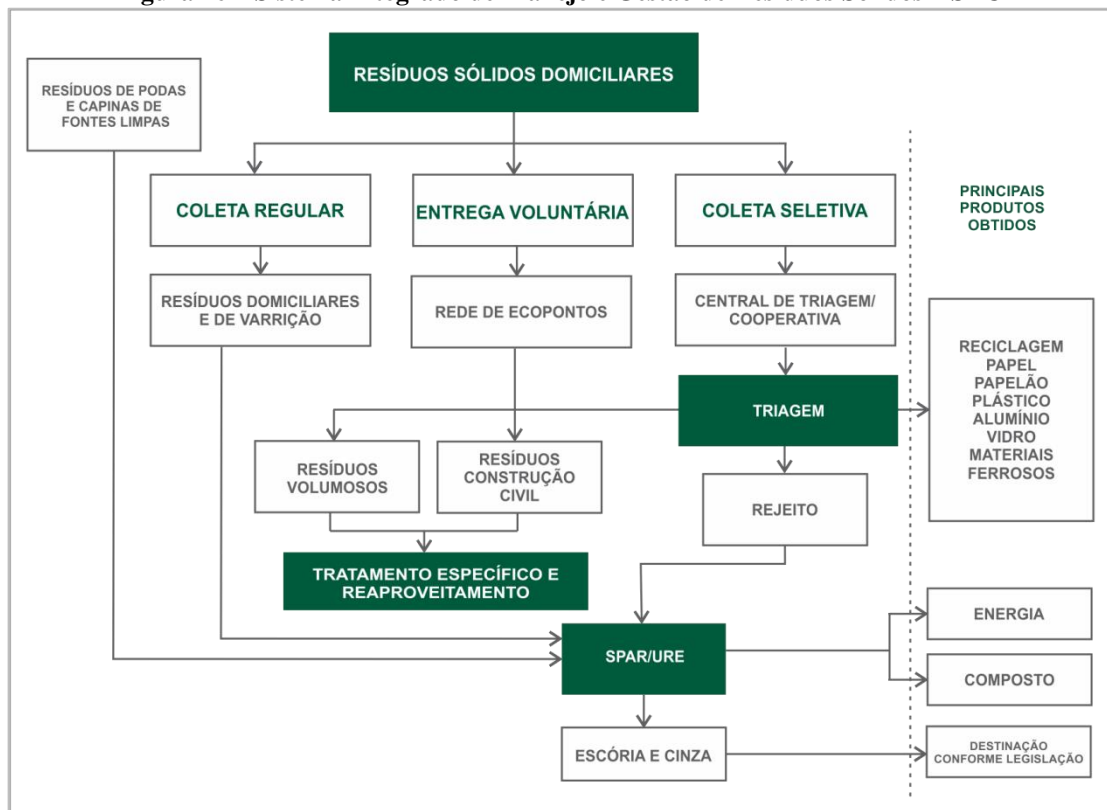 RESÍDUOS SÓLIDOS DOMICILIARES
RESÍDUOS DE PODAS
E CAPINAS DE
FONTES LIMPAS
COLETA REGULAR
ENTREGA VOLUNTÁRIA
COLETA SELETIVA
PRINCIPAIS
PRODUTOS
OBTIDOS
RESÍDUOS DOMICILIARES
E DE VARRIÇÃO
REDE DE ECOPONTOS
CENTRAL DE TRIAGEM/
COOPERATIVA
RECICLAGEM
PAPEL
PAPELÃO
PLÁSTICO
ALUMÍNIO
VIDRO
MATERIAIS
FERROSOS
TRIAGEM
RESÍDUOS
VOLUMOSOS
RESÍDUOS
CONSTRUÇÃO
CIVIL
REJEITO
TRATAMENTO ESPECÍFICO E
REAPROVEITAMENTO
SPAR/URE
ENERGIA
COMPOSTO
ESCÓRIA E CINZA
DESTINAÇÃO
CONFORME LEGISLAÇÃO